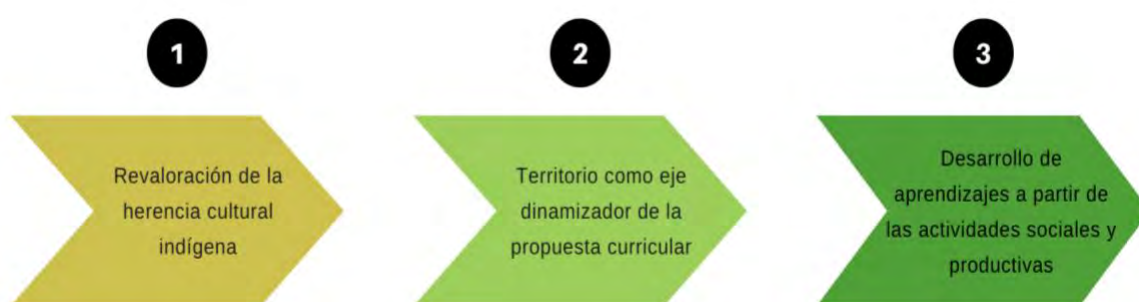 1
Revaloración de la
herencia cultural
indígena
2
Territorio como eje
dinamizador de la
propuesta curricular
3
Desarrollo de
aprendizajes a partir de
las actividades sociales y
productivas